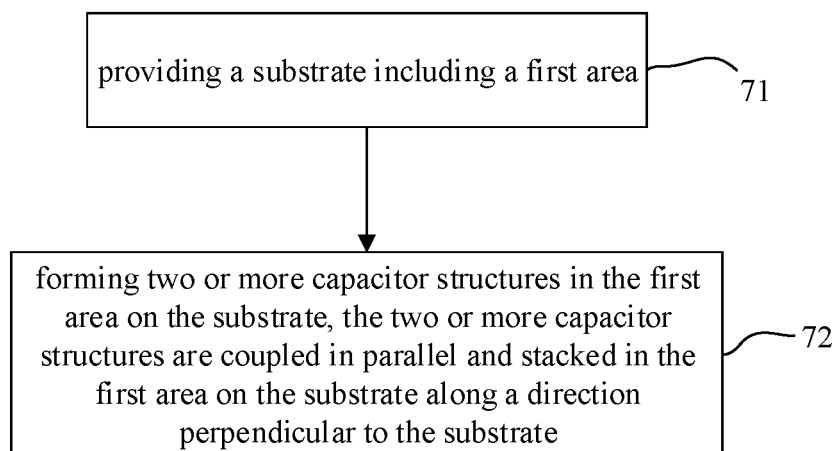 providing a substrate including a first area
71
forming two or more capacitor structures in the first
area on the substrate, the two or more capacitor
structures are coupled in parallel and stacked in the
first area on the substrate along a direction
perpendicular to the substrate
72